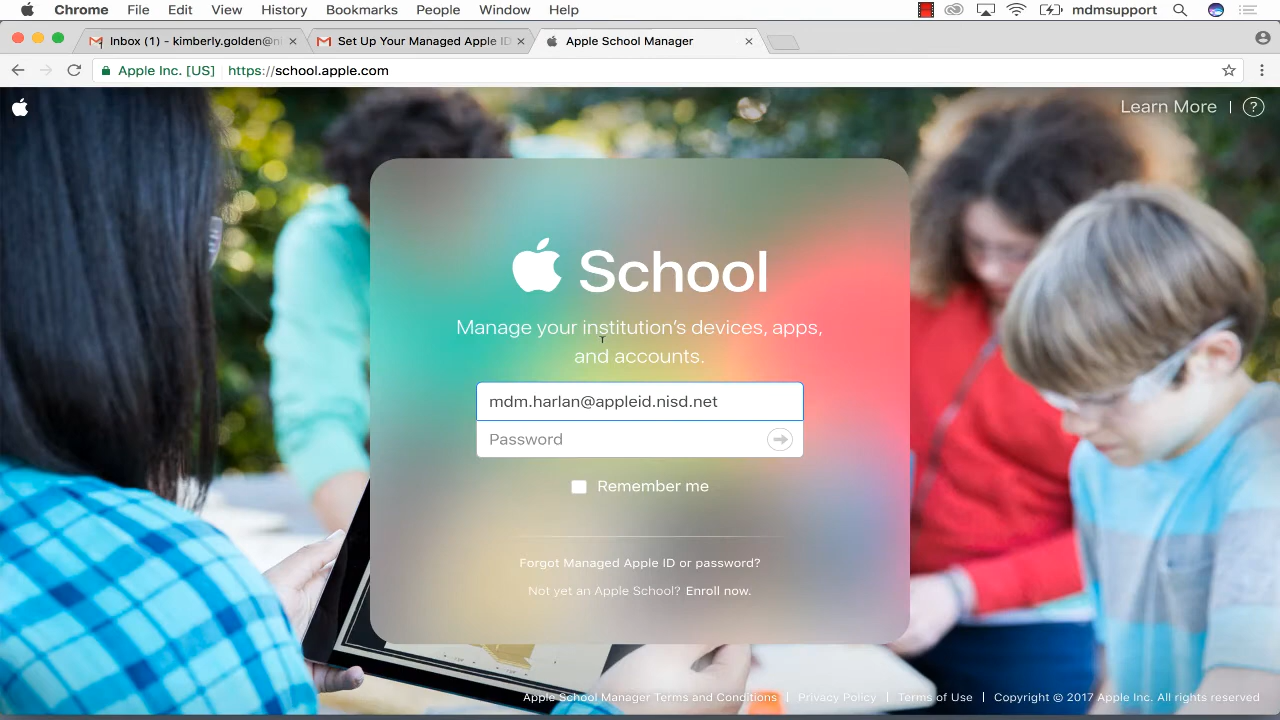 Chrome File Edit View History Bookmarks People Window Help mdmsupport
Inbox (1) - kimberly.golden@ni
Set Up Your Managed Apple ID
Apple School Manager
Apple Inc. [US] https://school.apple.com
Learn More | ?
School
Manage your institution's devices, apps,
and accounts.
mdm.harlan@appleid.nisd.net
Password
Remember me
Forgot Managed Apple ID or password?
Not yet an Apple School? Enroll now.
Apple School Manager Terms and Conditions | Privacy Policy | Terms of Use | Copyright © 2017 Apple Inc. All rights reserved